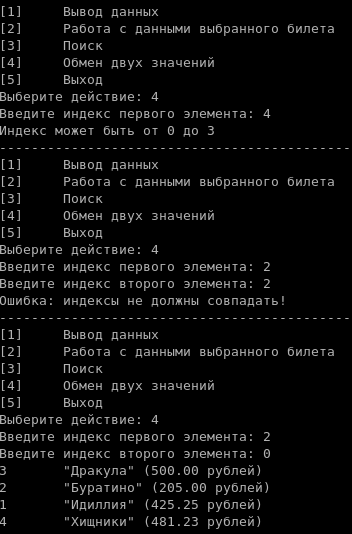 [1]     Вывод данных
[2]     Работа с данными выбранного билета
[3]     Поиск
[4]     Обмен двух значений
[5]     Выход
Выберите действие: 4
Введите индекс первого элемента: 4
Индекс может быть от 0 до 3
--------------------------------------------
[1]     Вывод данных
[2]     Работа с данными выбранного билета
[3]     Поиск
[4]     Обмен двух значений
[5]     Выход
Выберите действие: 4
Введите индекс первого элемента: 2
Введите индекс второго элемента: 2
Ошибка: индексы не должны совпадать!
--------------------------------------------
[1]     Вывод данных
[2]     Работа с данными выбранного билета
[3]     Поиск
[4]     Обмен двух значений
[5]     Выход
Выберите действие: 4
Введите индекс первого элемента: 2
Введите индекс второго элемента: 0
3       "Дракула" (500.00 рублей)
2       "Буратино" (205.00 рублей)
1       "Идиллия" (425.25 рублей)
4       "Хищники" (481.23 рублей)